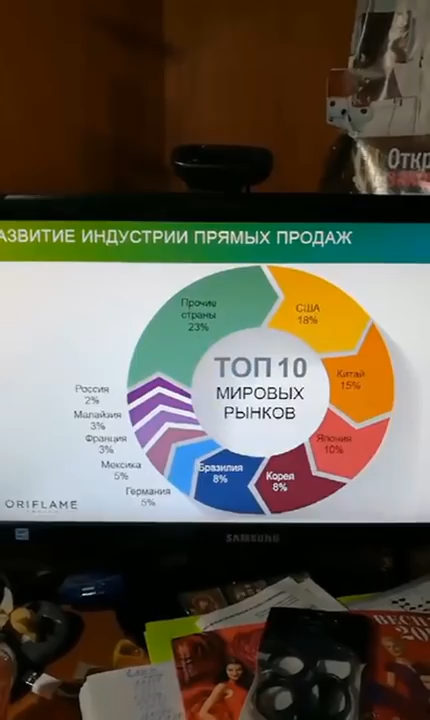 Откр
АЗВИТИЕ ИНДУСТРИИ ПРЯМЫХ ПРОДАЖ
Прочие
страны
23%
США
18%
Китай
15%
Япония
10%
Корея
8%
Бразилия
8%
Германия
5%
Мексика
5%
Франция
3%
Малайзия
3%
Россия
2%
ТОП 10
МИРОВЫХ
РЫНКОВ
ORIFLAME
SAMSUNG